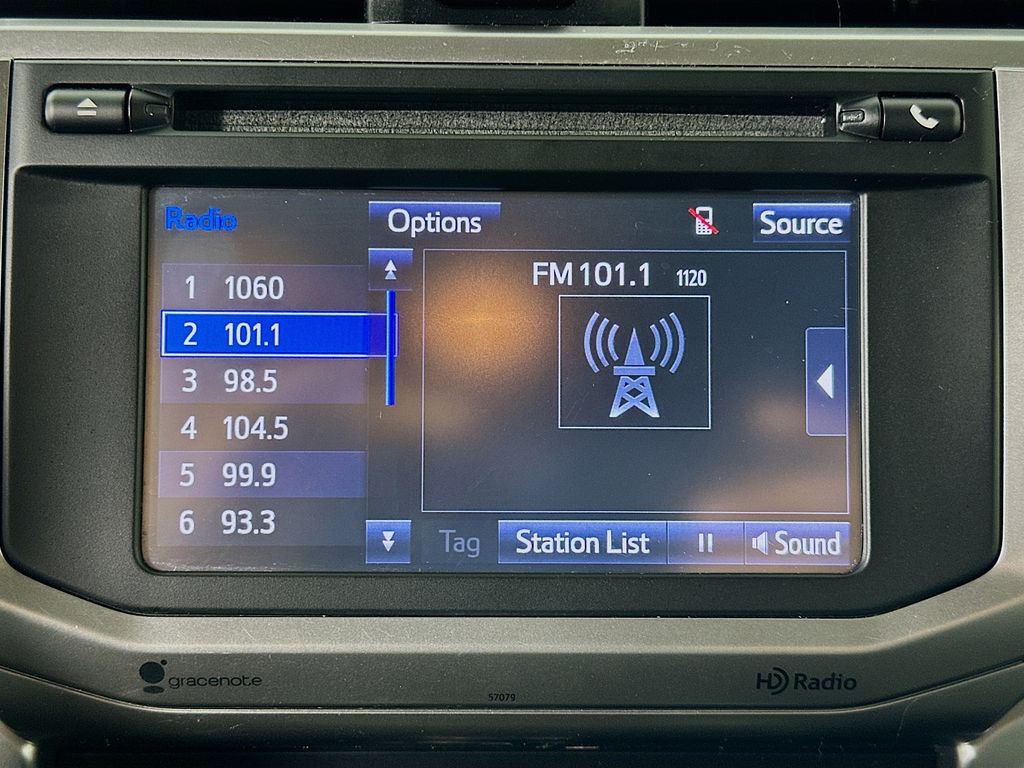 Radio
Options
Source
FM 101.1 1120
1 1060
2 101.1
3 98.5
4 104.5
5 99.9
6 93.3
Tag
Station List
Sound
gracenote
57079
HD Radio